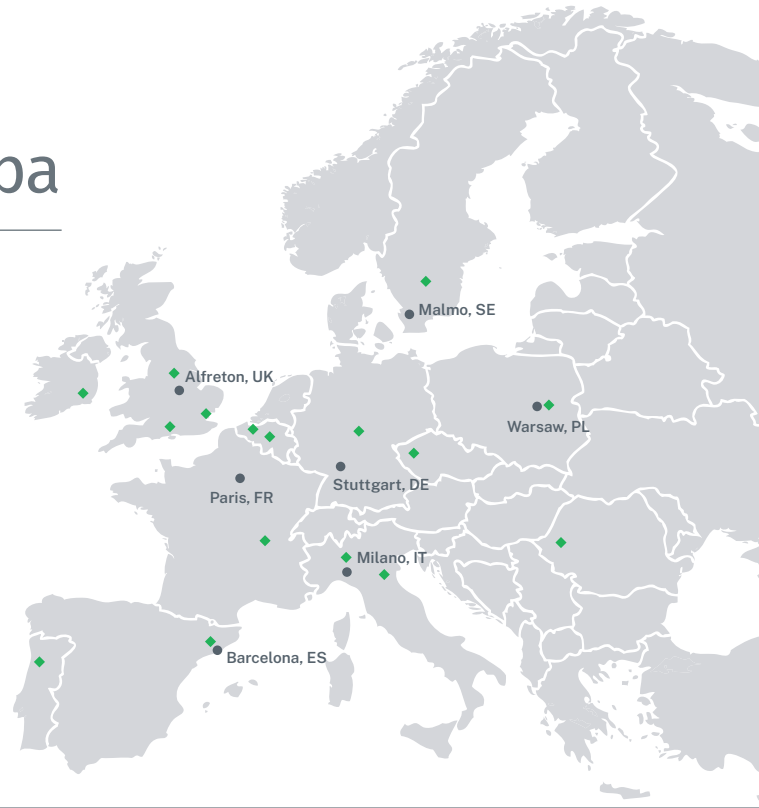 pa
Malmo, SE
Alfreton, UK
Warsaw, PL
Stuttgart, DE
Paris, FR
Milano, IT
Barcelona, ES